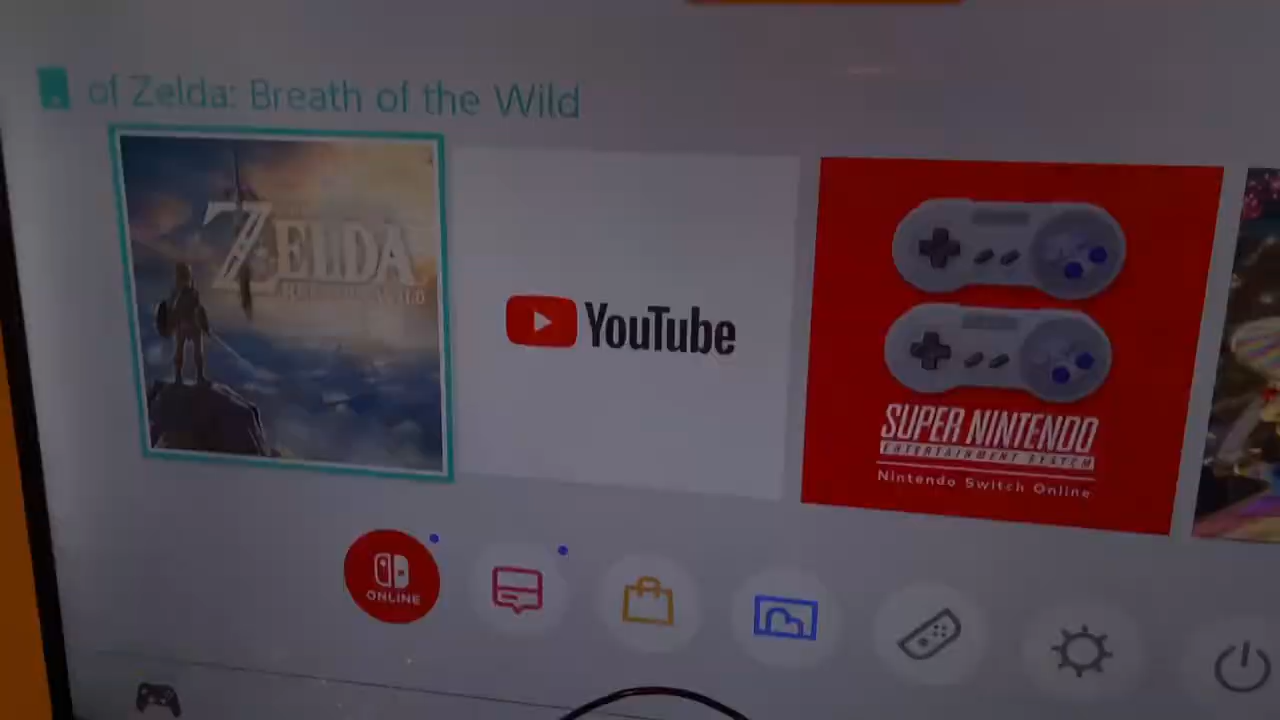 of Zelda: Breath of the Wild
ZELDA
YouTube
SUPER NINTENDO
ENTERTAINMENT SYSTEM
Nintendo Switch Online
ONLINE